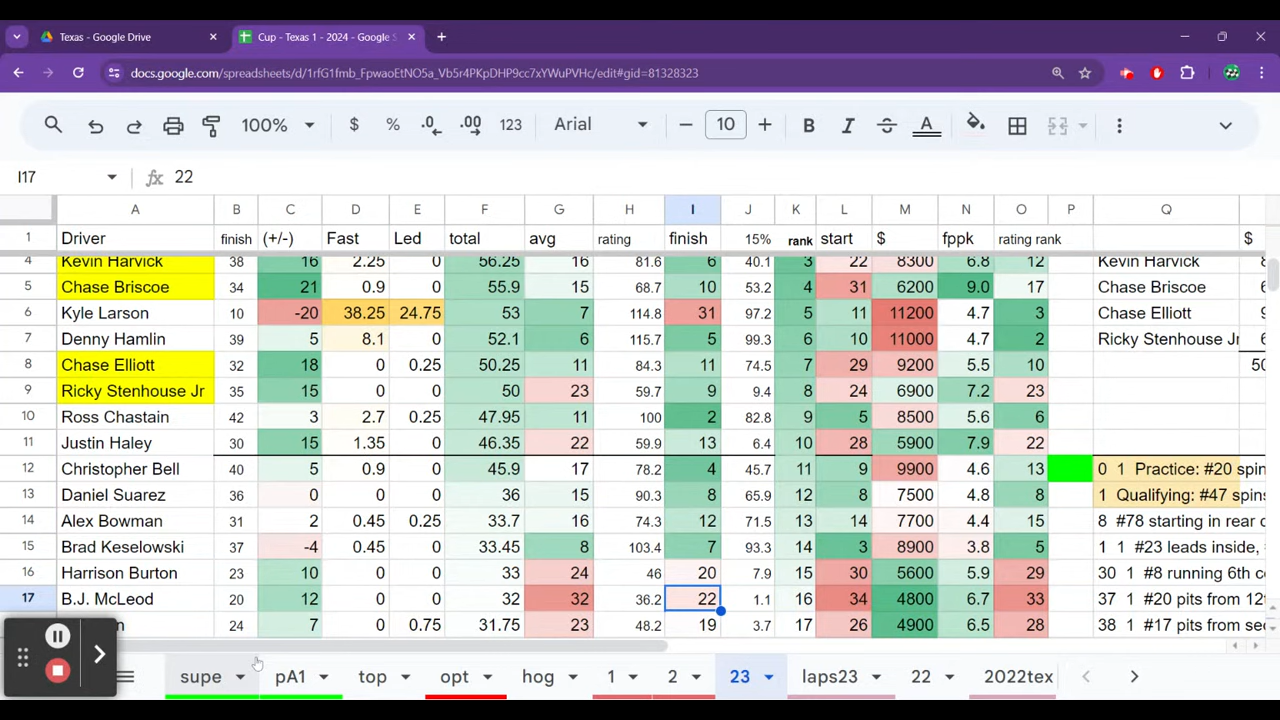 Texas - Google Drive
Cup - Texas 1 - 2024 - Google S
docs.google.com/spreadsheets/d/1rfG1fmb_FpwaoEtNO5a_Vb5r4PKpDHP9cc7xYWuPVHc/edit#gid=81328323
100% $ % .0 .00 123 Arial 10 B I S A
I17 fx 22
A B C D E F G H I J K L M N O P Q
1 Driver finish (+/-) Fast Led total avg rating finish 15% rank start $ fppk rating rank $
4 Kevin Harvick 38 16 2.25 0 56.25 16 81.6 6 40.1 3 22 8300 6.8 12 Kevin Harvick
5 Chase Briscoe 34 21 0.9 0 55.9 15 68.7 10 53.2 4 31 6200 9.0 17 Chase Briscoe
6 Kyle Larson 10 -20 38.25 24.75 53 7 114.8 31 97.2 5 11 11200 4.7 3 Chase Elliott
7 Denny Hamlin 39 5 8.1 0 52.1 6 115.7 5 99.3 6 10 11000 4.7 2 Ricky Stenhouse Jr
8 Chase Elliott 32 18 0 0.25 50.25 11 84.3 11 74.5 7 29 9200 5.5 10 50
9 Ricky Stenhouse Jr 35 15 0 0 50 23 59.7 9 9.4 8 24 6900 7.2 23
10 Ross Chastain 42 3 2.7 0.25 47.95 11 100 2 82.8 9 5 8500 5.6 6
11 Justin Haley 30 15 1.35 0 46.35 22 59.9 13 6.4 10 28 5900 7.9 22
12 Christopher Bell 40 5 0.9 0 45.9 17 78.2 4 45.7 11 9 9900 4.6 13 0 1 Practice: #20 spin
13 Daniel Suarez 36 0 0 0 36 15 90.3 8 65.9 12 8 7500 4.8 8 1 Qualifying: #47 spins
14 Alex Bowman 31 2 0.45 0.25 33.7 16 74.3 12 71.5 13 14 7700 4.4 15 8 #78 starting in rear
15 Brad Keselowski 37 -4 0.45 0 33.45 8 103.4 7 93.3 14 3 8900 3.8 5 1 1 #23 leads inside,
16 Harrison Burton 23 10 0 0 33 24 46 20 7.9 15 30 5600 5.9 29 30 1 #8 running 6th
17 B.J. McLeod 20 12 0 0 32 32 36.2 22 1.1 16 34 4800 6.7 33 37 1 #20 pits from 12
24 7 0 0.75 31.75 23 48.2 19 3.7 17 26 4900 6.5 28 38 1 #17 pits from
supe pA1 top opt hog 1 2 23 laps23 22 2022tex